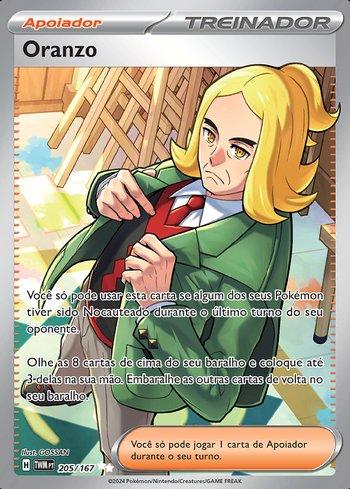 Apoiador
TREINADOR
Oranzo
Você só pode usar esta carta se algum dos seus Pokémon
tiver sido Nocauteado durante o último turno do seu
oponente.
Olhe as 8 cartas de cima do seu baralho e coloque até
3 delas na sua mão. Embaralhe as outras cartas de volta no
seu baralho.
Ilust. GOSSAN
H TWM PT 205/167
Você só pode jogar 1 carta de Apoiador
durante o seu turno.
©2024 Pokémon/Nintendo/Creatures/GAME FREAK